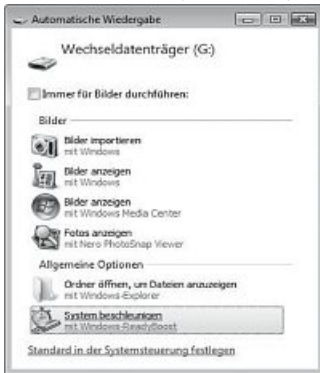 Automatische Wiedergabe
Wechseldatenträger (G:)
Immer für Bilder durchführen:
Bilder
Bilder importieren
mit Windows
Bilder anzeigen
mit Windows
Bilder anzeigen
mit Windows Media Center
Fotos anzeigen
mit Nero PhotoSnap Viewer
Allgemeine Optionen
Ordner öffnen, um Dateien anzuzeigen
mit Windows-Explorer
System beschleunigen
mit Windows-ReadyBoost
Standard in der Systemsteuerung festlegen